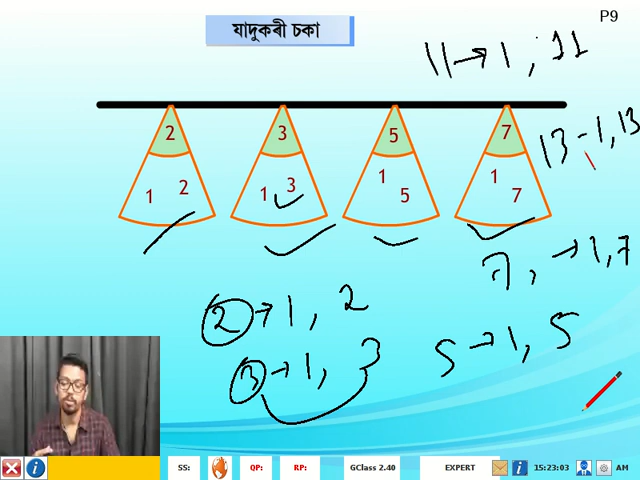 P9
যাদুকৰী চকা
11 → 1, 11
2 3 5 7
1 2 1 3 1 5 1 7
13 - 1, 13
7, → 1, 7
2 → 1, 2
3 → 1, 3
5 → 1, 5
SS: QP: RP: GClass 2.40 EXPERT 15:23:03 AM